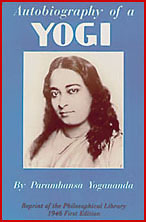 Autobiography of a
YOGI
By Paramhansa Yogananda
Reprint of the Philosophical Library
1946 First Edition